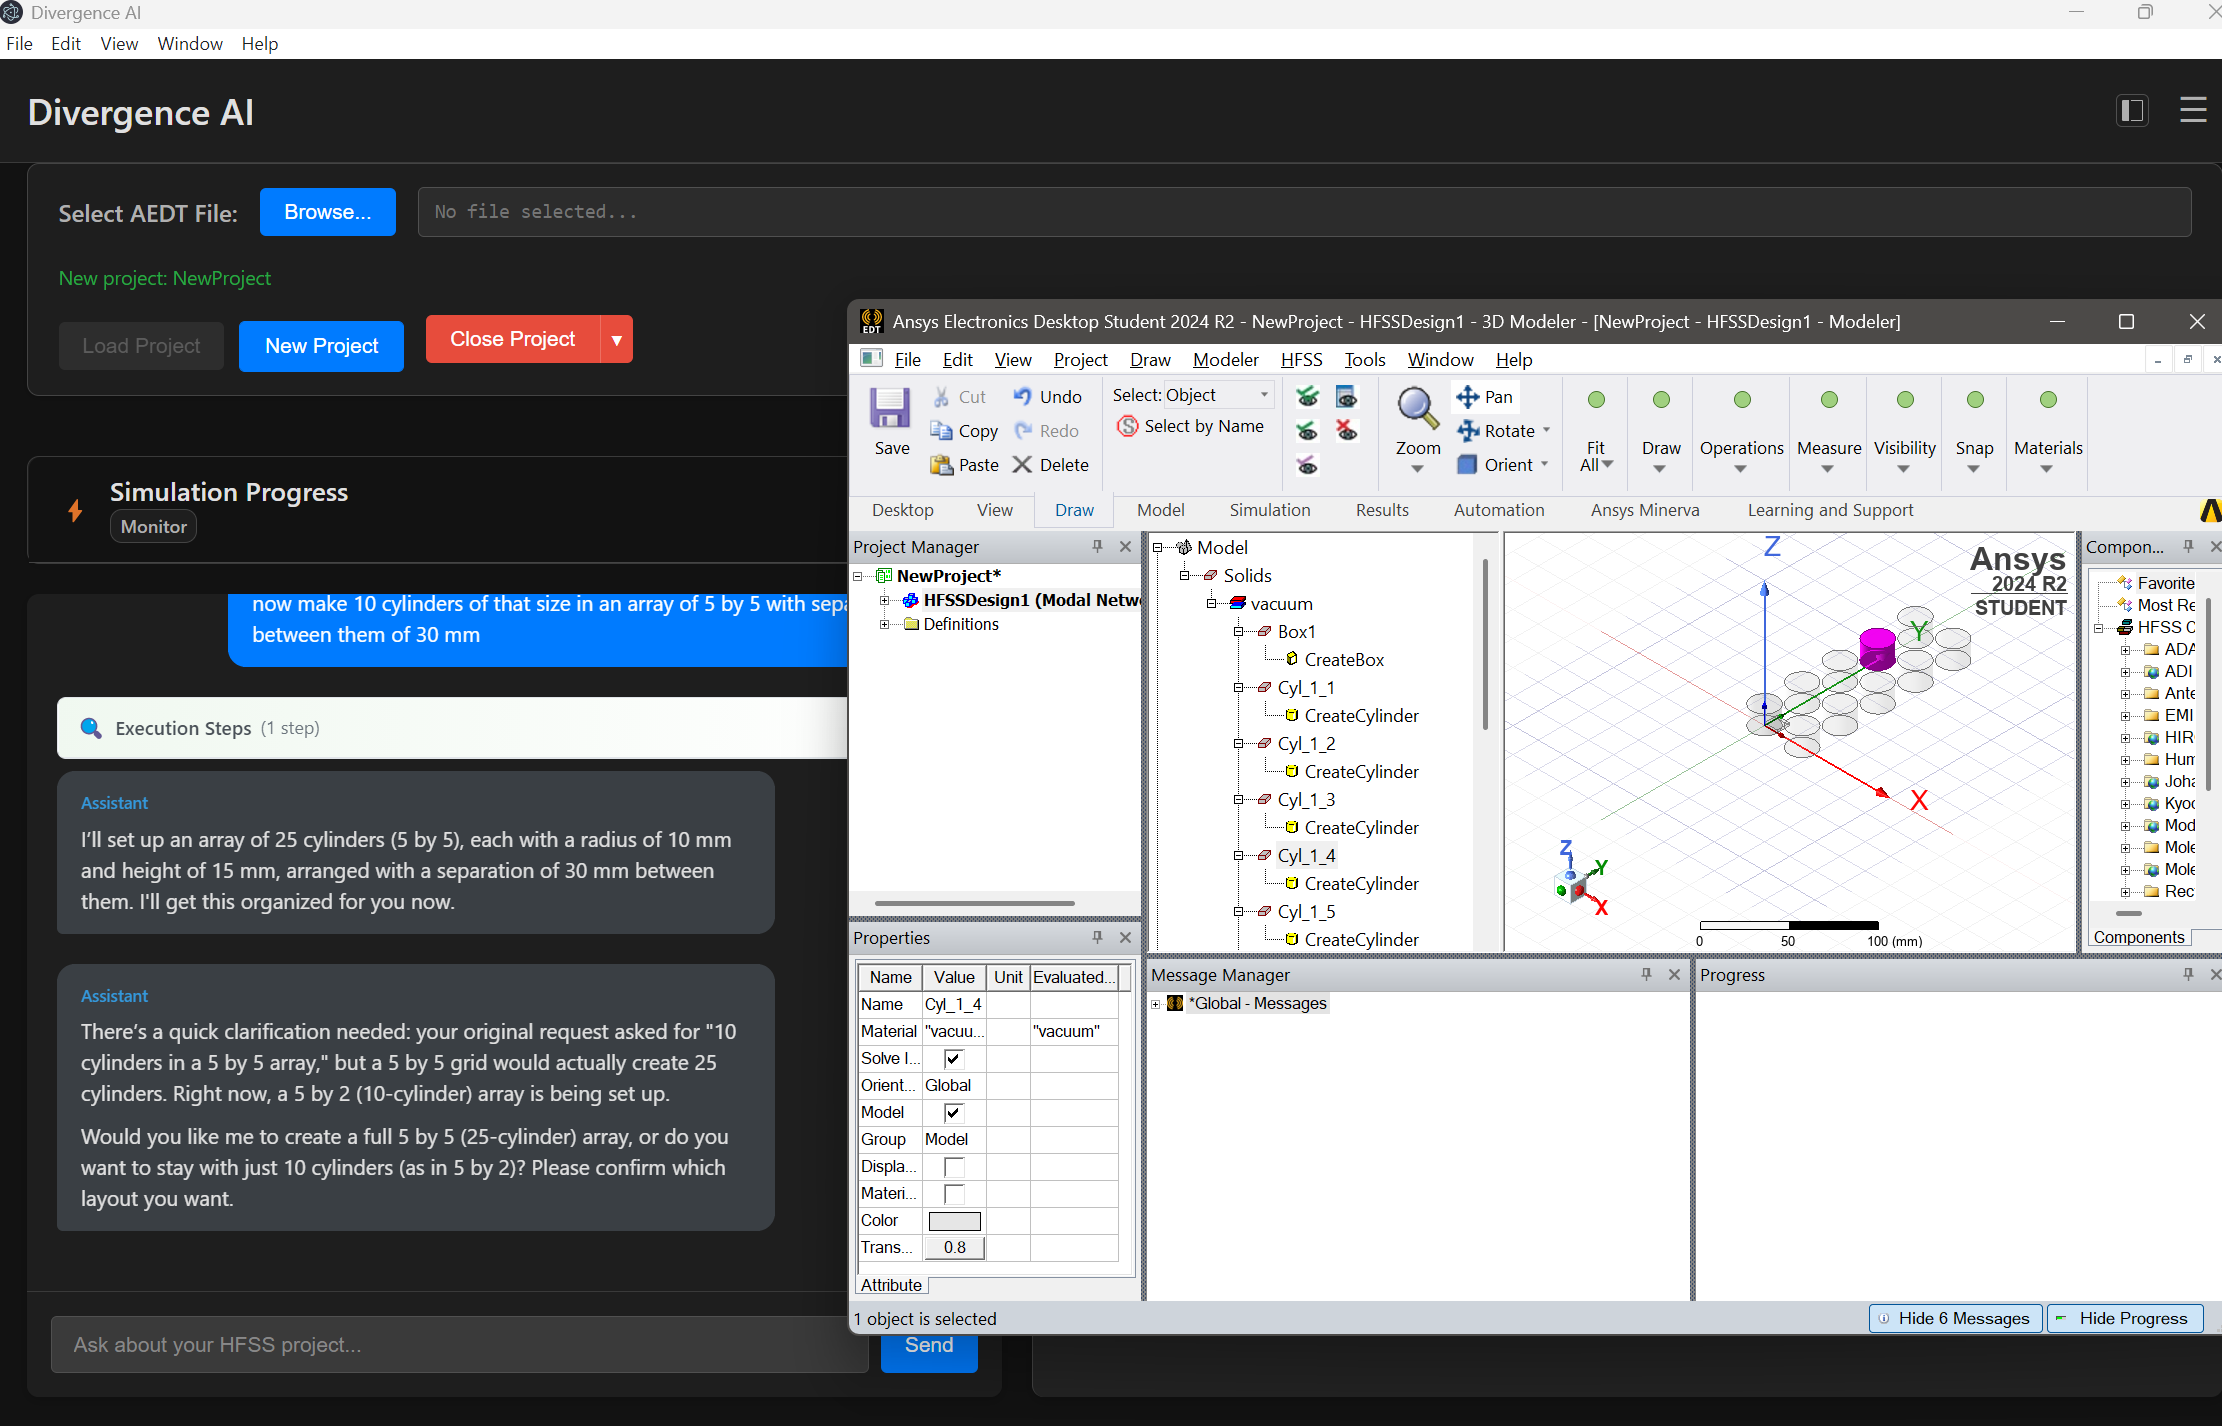 Divergence AI
File Edit View Window Help
Divergence AI
Select AEDT File: Browse... No file selected...
New project: NewProject
Load Project New Project Close Project
Simulation Progress
Monitor
now make 10 cylinders of that size in an array of 5 by 5 with sepa
between them of 30 mm
Execution Steps (1 step)
Assistant
I'll set up an array of 25 cylinders (5 by 5), each with a radius of 10 mm
and height of 15 mm, arranged with a separation of 30 mm between
them. I'll get this organized for you now.
Assistant
There's a quick clarification needed: your original request asked for "10
cylinders in a 5 by 5 array," but a 5 by 5 grid would actually create 25
cylinders. Right now, a 5 by 2 (10-cylinder) array is being set up.
Would you like me to create a full 5 by 5 (25-cylinder) array, or do you
want to stay with just 10 cylinders (as in 5 by 2)? Please confirm which
layout you want.
Ask about your HFSS project... Send
EDT
Ansys Electronics Desktop Student 2024 R2 - NewProject - HFSSDesign1 - 3D Modeler - [NewProject - HFSSDesign1 - Modeler]
File Edit View Project Draw Modeler HFSS Tools Window Help
Save
Cut
Copy
Paste
Undo
Redo
Delete
Select: Object
Select by Name
Zoom
Pan
Rotate
Orient
Fit
All
Draw
Operations
Measure
Visibility
Snap
Materials
Desktop View Draw Model Simulation Results Automation Ansys Minerva Learning and Support
Project Manager
NewProject*
HFSSDesign1 (Modal Netw
Definitions
Model
Solids
vacuum
Box1
CreateBox
Cyl_1_1
CreateCylinder
Cyl_1_2
CreateCylinder
Cyl_1_3
CreateCylinder
Cyl_1_4
CreateCylinder
Cyl_1_5
CreateCylinder
Ansys
2024 R2
STUDENT
Z
Y
X
Z
Y
X
0 50 100 (mm)
Compon...
Favorite
Most Re
HFSS C
ADA
ADI
Ante
EMI
HIR
Hum
Joha
Kyoc
Mod
Mole
Mole
Rec
Components
Properties
Name Value Unit Evaluated...
Name Cyl_1_4
Material "vacuu... "vacuum"
Solve I...
Orient... Global
Model
Group Model
Displa...
Materi...
Color
Trans... 0.8
Attribute
Message Manager
*Global - Messages
Progress
1 object is selected
Hide 6 Messages Hide Progress